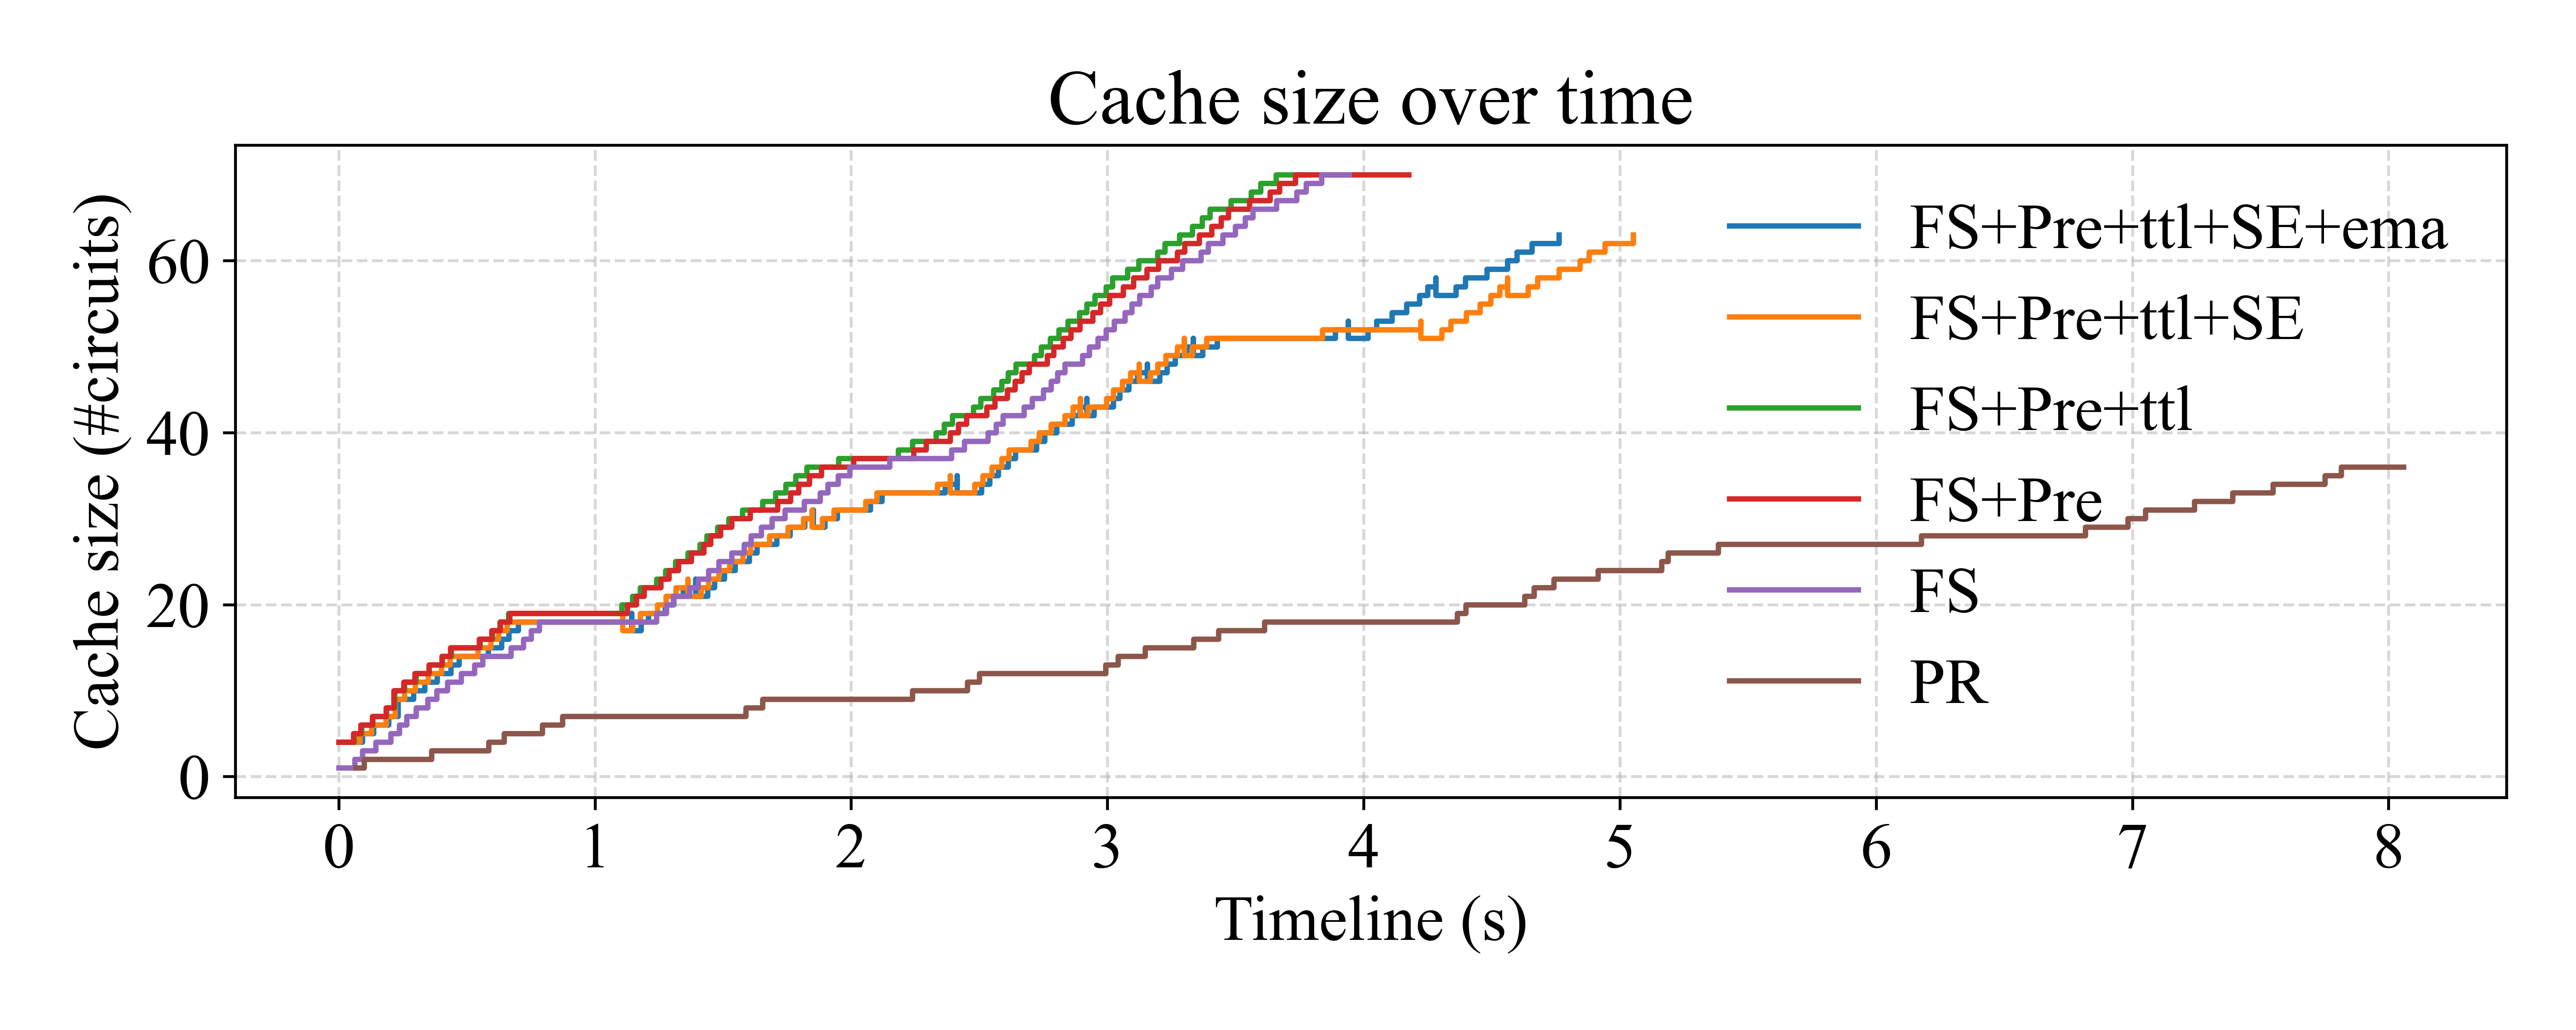 Cache size over time
Cache size (#circuits)
60
40
20
0
FS+Pre+ttl+SE+ema
FS+Pre+ttl+SE
FS+Pre+ttl
FS+Pre
FS
PR
0 1 2 3 4 5 6 7 8
Timeline (s)